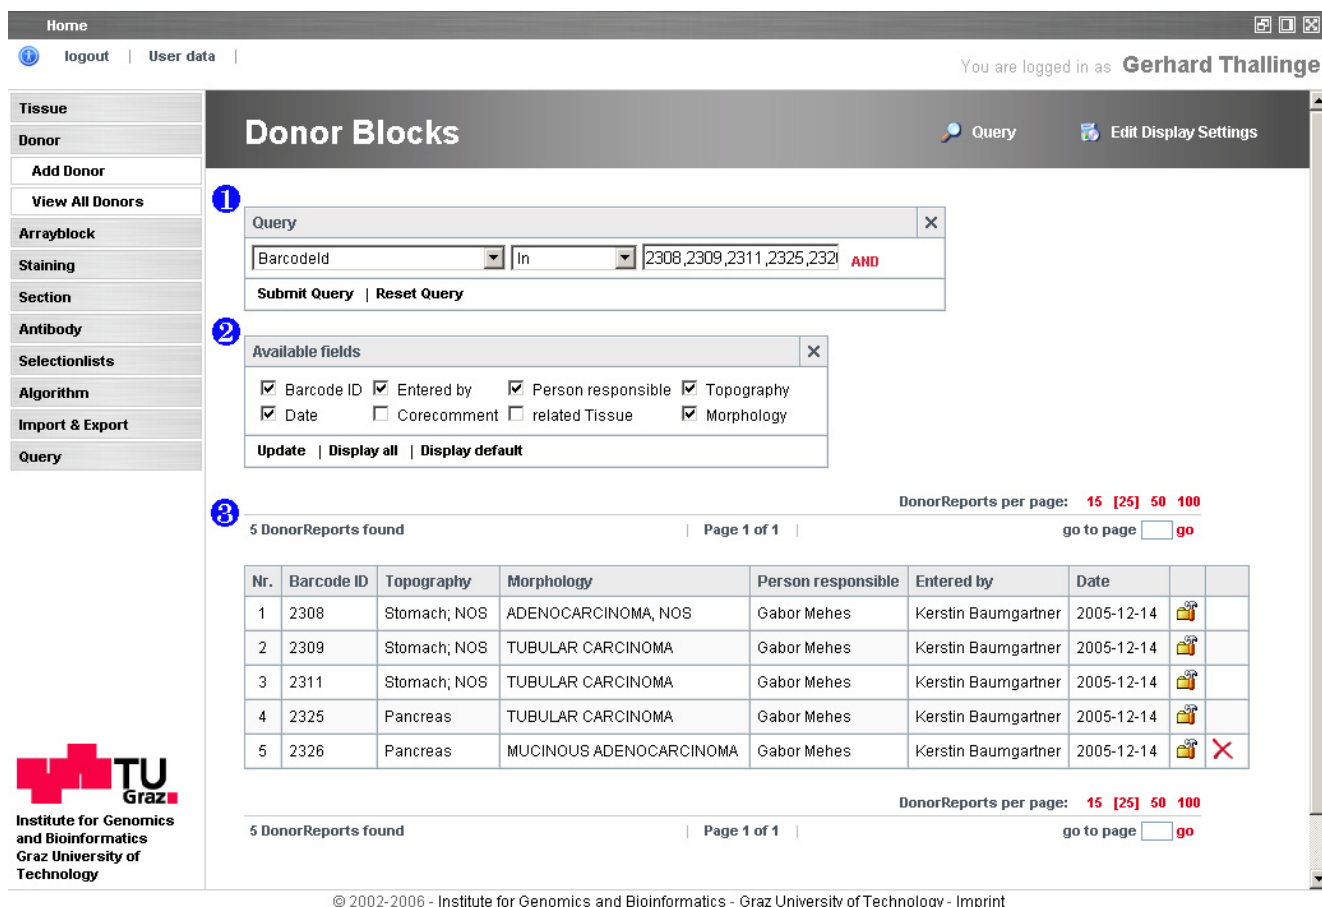 Home
logout | User data |
You are logged in as Gerhard Thallinge
Tissue
Donor
Add Donor
View All Donors
Arrayblock
Staining
Section
Antibody
Selectionlists
Algorithm
Import & Export
Query
Donor Blocks
Query
Edit Display Settings
1
Query
BarcodeId In 2308,2309,2311,2325,232 AND
Submit Query | Reset Query
2
Available fields
Barcode ID Entered by Person responsible Topography
Date Corecomment related Tissue Morphology
Update | Display all | Display default
DonorReports per page: 15 [25] 50 100
3
5 DonorReports found | Page 1 of 1 | go to page go
Nr. Barcode ID Topography Morphology Person responsible Entered by Date
1 2308 Stomach; NOS ADENOCARCINOMA, NOS Gabor Mehes Kerstin Baumgartner 2005-12-14
2 2309 Stomach; NOS TUBULAR CARCINOMA Gabor Mehes Kerstin Baumgartner 2005-12-14
3 2311 Stomach; NOS TUBULAR CARCINOMA Gabor Mehes Kerstin Baumgartner 2005-12-14
4 2325 Pancreas TUBULAR CARCINOMA Gabor Mehes Kerstin Baumgartner 2005-12-14
5 2326 Pancreas MUCINOUS ADENOCARCINOMA Gabor Mehes Kerstin Baumgartner 2005-12-14
DonorReports per page: 15 [25] 50 100
5 DonorReports found | Page 1 of 1 | go to page go
TU
Graz
Institute for Genomics
and Bioinformatics
Graz University of
Technology
© 2002-2006 - Institute for Genomics and Bioinformatics - Graz University of Technology - Imprint